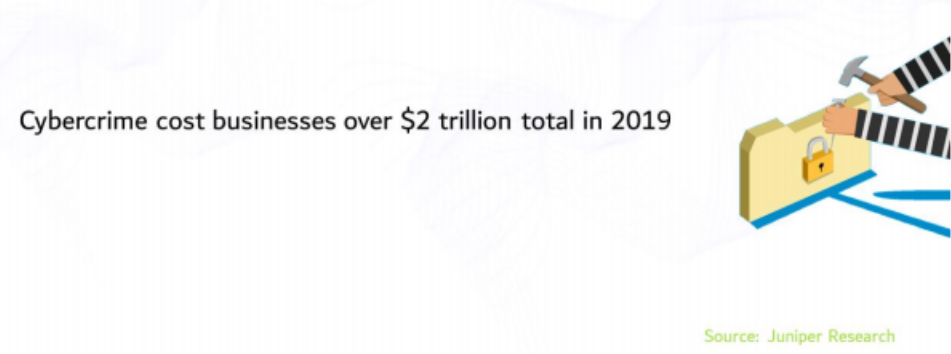 Cybercrime cost businesses over $2 trillion total in 2019
Source: Juniper Research